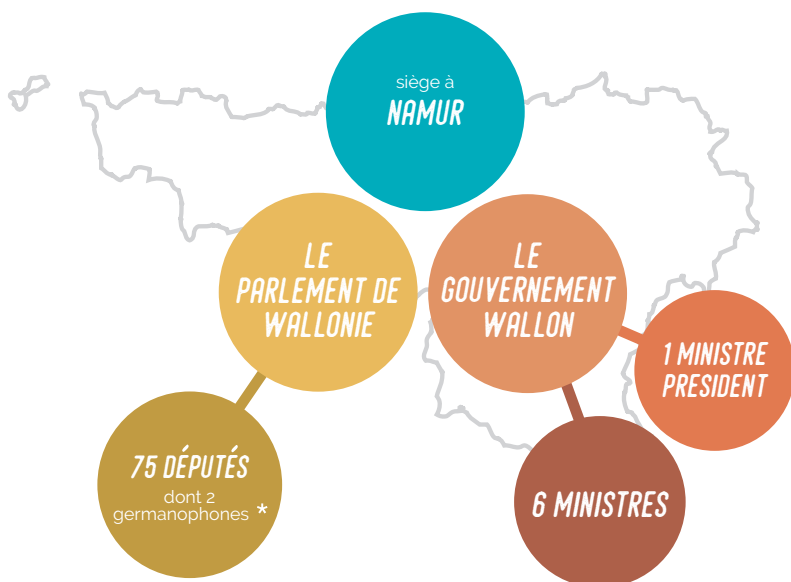 siège à
NAMUR
LE
PARLEMENT DE
WALLONIE
LE
GOUVERNEMENT
WALLON
1 MINISTRE
PRESIDENT
75 DÉPUTÉS
dont 2
germanophones *
6 MINISTRES